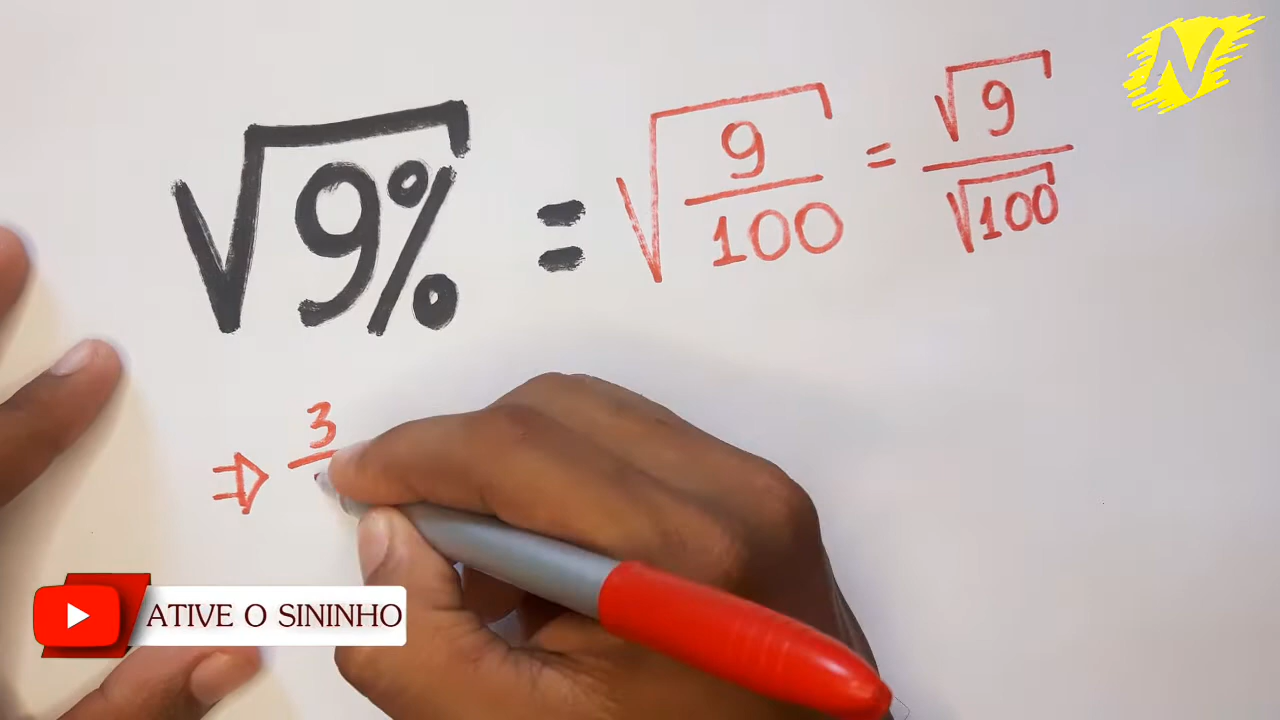 √9% = √(9/100) = √9/√100
⇒ 3
ATIVE O SININHO
N